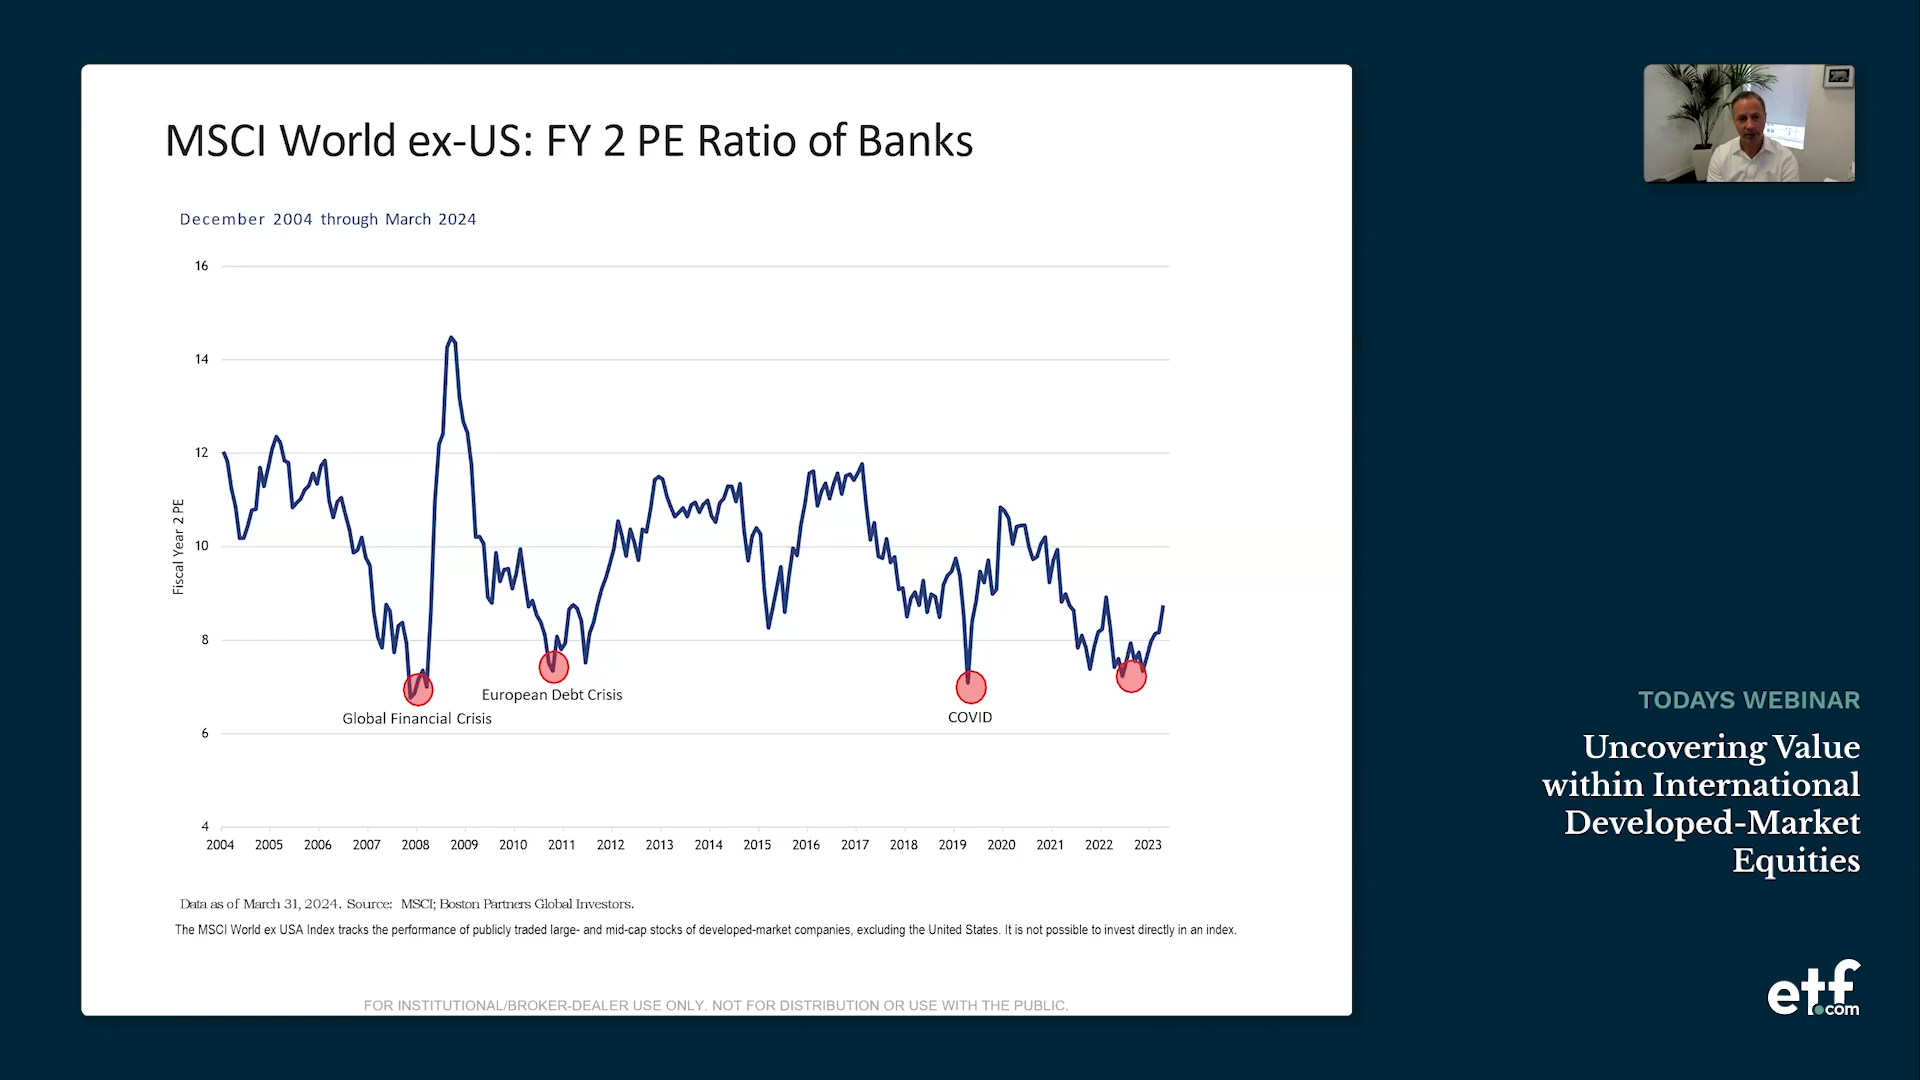 MSCI World ex-US: FY 2 PE Ratio of Banks
December 2004 through March 2024
Fiscal Year 2 PE
16
14
12
10
8
6
4
Global Financial Crisis
European Debt Crisis
COVID
2004 2005 2006 2007 2008 2009 2010 2011 2012 2013 2014 2015 2016 2017 2018 2019 2020 2021 2022 2023
Data as of March 31, 2024. Source: MSCI; Boston Partners Global Investors.
The MSCI World ex USA Index tracks the performance of publicly traded large- and mid-cap stocks of developed-market companies, excluding the United States. It is not possible to invest directly in an index.
FOR INSTITUTIONAL/BROKER-DEALER USE ONLY. NOT FOR DISTRIBUTION OR USE WITH THE PUBLIC.
TODAYS WEBINAR
Uncovering Value
within International
Developed-Market
Equities
etf
.com